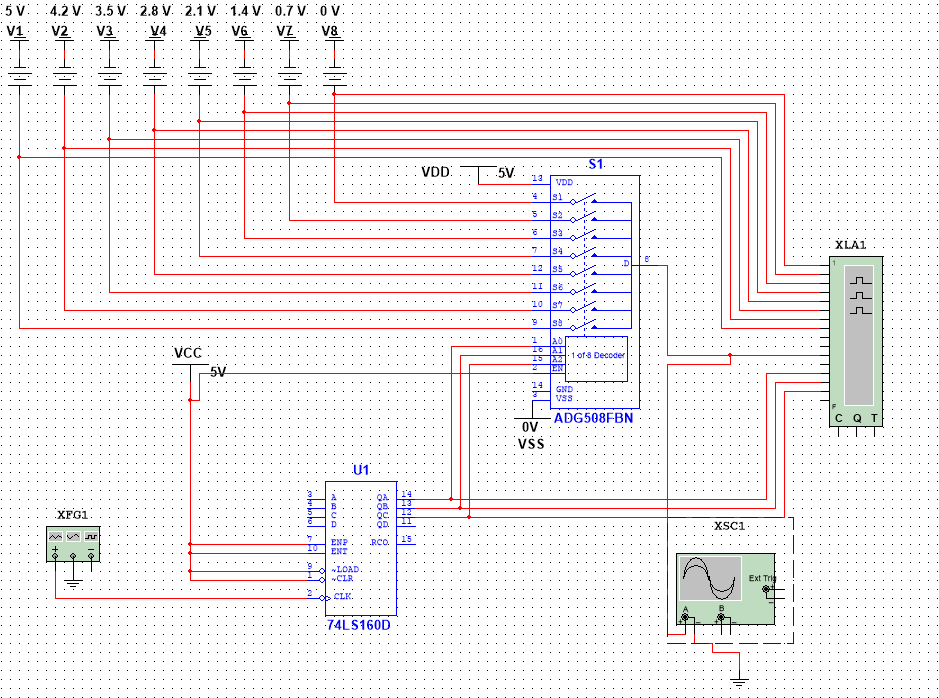 5 V 4.2 V 3.5 V 2.8 V 2.1 V 1.4 V 0.7 V 0 V
V1 V2 V3 V4 V5 V6 V7 V8
VDD 5V
S1
13 VDD
4 S1
5 S2
6 S3
7 S4
12 S5
11 S6
10 S7
9 S8
D 8
1 A0
16 A1
15 A2
2 EN
1 of 8 Decoder
14 GND
3 VSS
ADG508FBN
0V
VSS
XLA1
1
F
C Q T
VCC
5V
U1
3 A QA 14
4 B QB 13
5 C QC 12
6 D QD 11
7 ENP RCO 15
10 ENT
9 ~LOAD
1 ~CLR
2 CLK
74LS160D
XFG1
XSC1
Ext Trig
A B